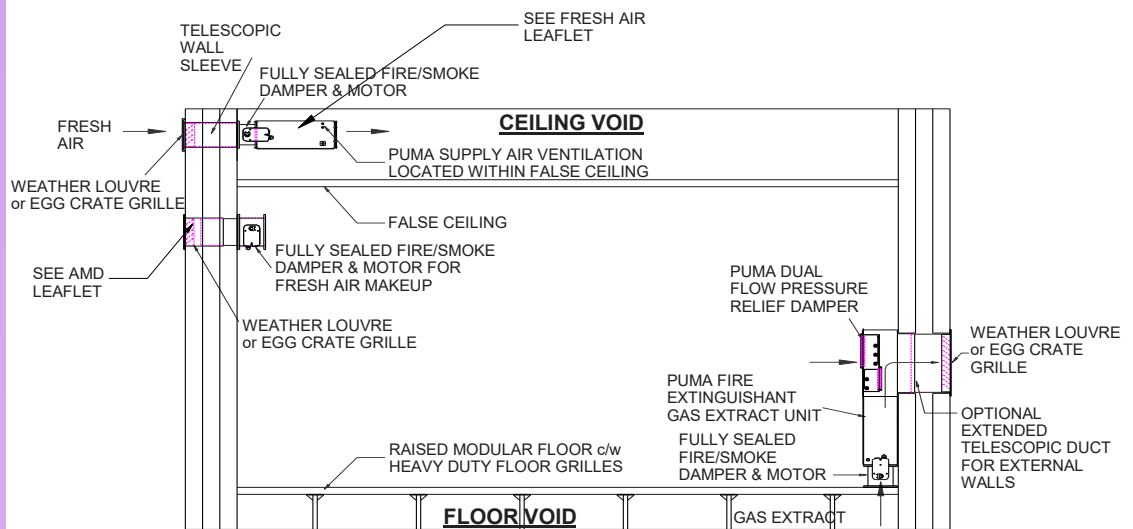 SEE FRESH AIR
LEAFLET
TELESCOPIC
WALL
SLEEVE
FULLY SEALED FIRE/SMOKE
DAMPER & MOTOR
FRESH
AIR
CEILING VOID
PUMA SUPPLY AIR VENTILATION
LOCATED WITHIN FALSE CEILING
WEATHER LOUVRE
or EGG CRATE GRILLE
FALSE CEILING
FULLY SEALED FIRE/SMOKE
DAMPER & MOTOR FOR
FRESH AIR MAKEUP
SEE AMD
LEAFLET
WEATHER LOUVRE
or EGG CRATE GRILLE
PUMA DUAL
FLOW PRESSURE
RELIEF DAMPER
WEATHER LOUVRE
or EGG CRATE
GRILLE
PUMA FIRE
EXTINGUISHANT
GAS EXTRACT UNIT
OPTIONAL
EXTENDED
TELESCOPIC DUCT
FOR EXTERNAL
WALLS
FULLY SEALED
FIRE/SMOKE
DAMPER & MOTOR
RAISED MODULAR FLOOR c/w
HEAVY DUTY FLOOR GRILLES
FLOOR VOID
GAS EXTRACT